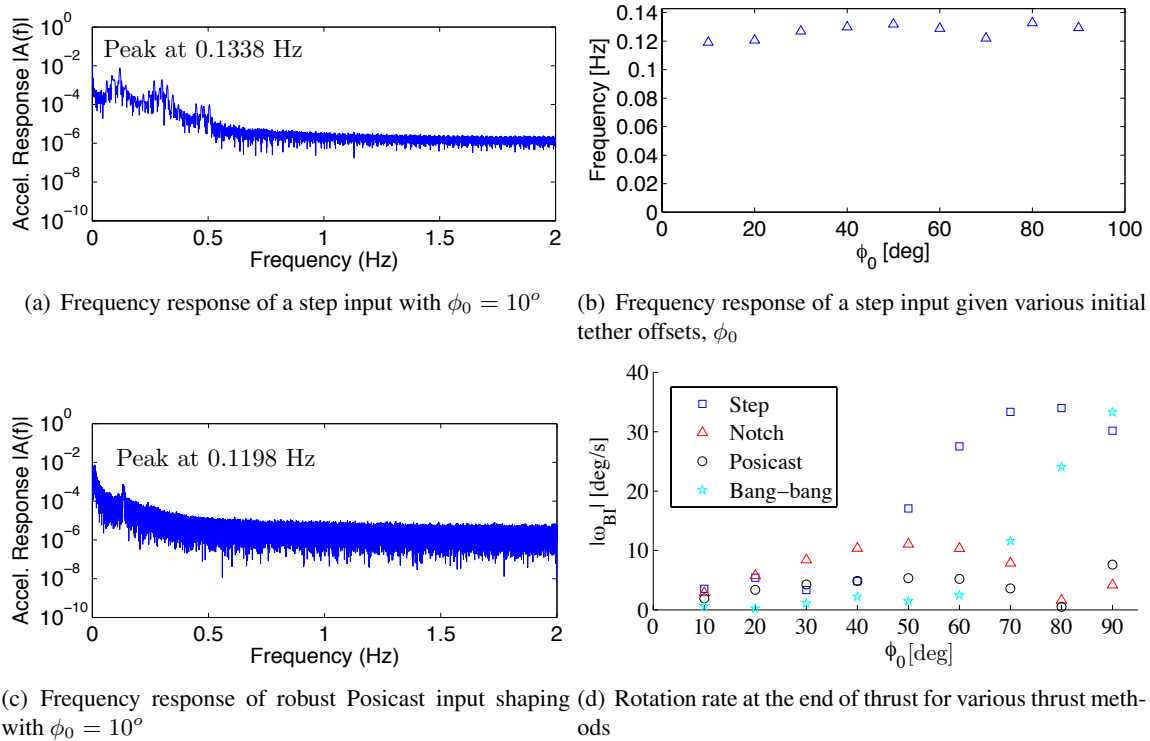 10^0
10^-2
10^-4
10^-6
10^-8
10^-10
Accel. Response |A(f)|
Peak at 0.1338 Hz
0 0.5 1 1.5 2
Frequency (Hz)
(a) Frequency response of a step input with ϕ0 = 10^o
0.14
0.12
0.1
0.08
0.06
0.04
0.02
0
Frequency [Hz]
0 20 40 60 80 100
ϕ0 [deg]
(b) Frequency response of a step input given various initial
tether offsets, ϕ0
10^0
10^-2
10^-4
10^-6
10^-8
10^-10
Accel. Response |A(f)|
Peak at 0.1198 Hz
0 0.5 1 1.5 2
Frequency (Hz)
(c) Frequency response of robust Posicast input shaping
with ϕ0 = 10^o
40
30
20
10
0
|ωBI| [deg/s]
Step
Notch
Posicast
Bang−bang
0 10 20 30 40 50 60 70 80 90
ϕ0 [deg]
(d) Rotation rate at the end of thrust for various thrust meth-
ods